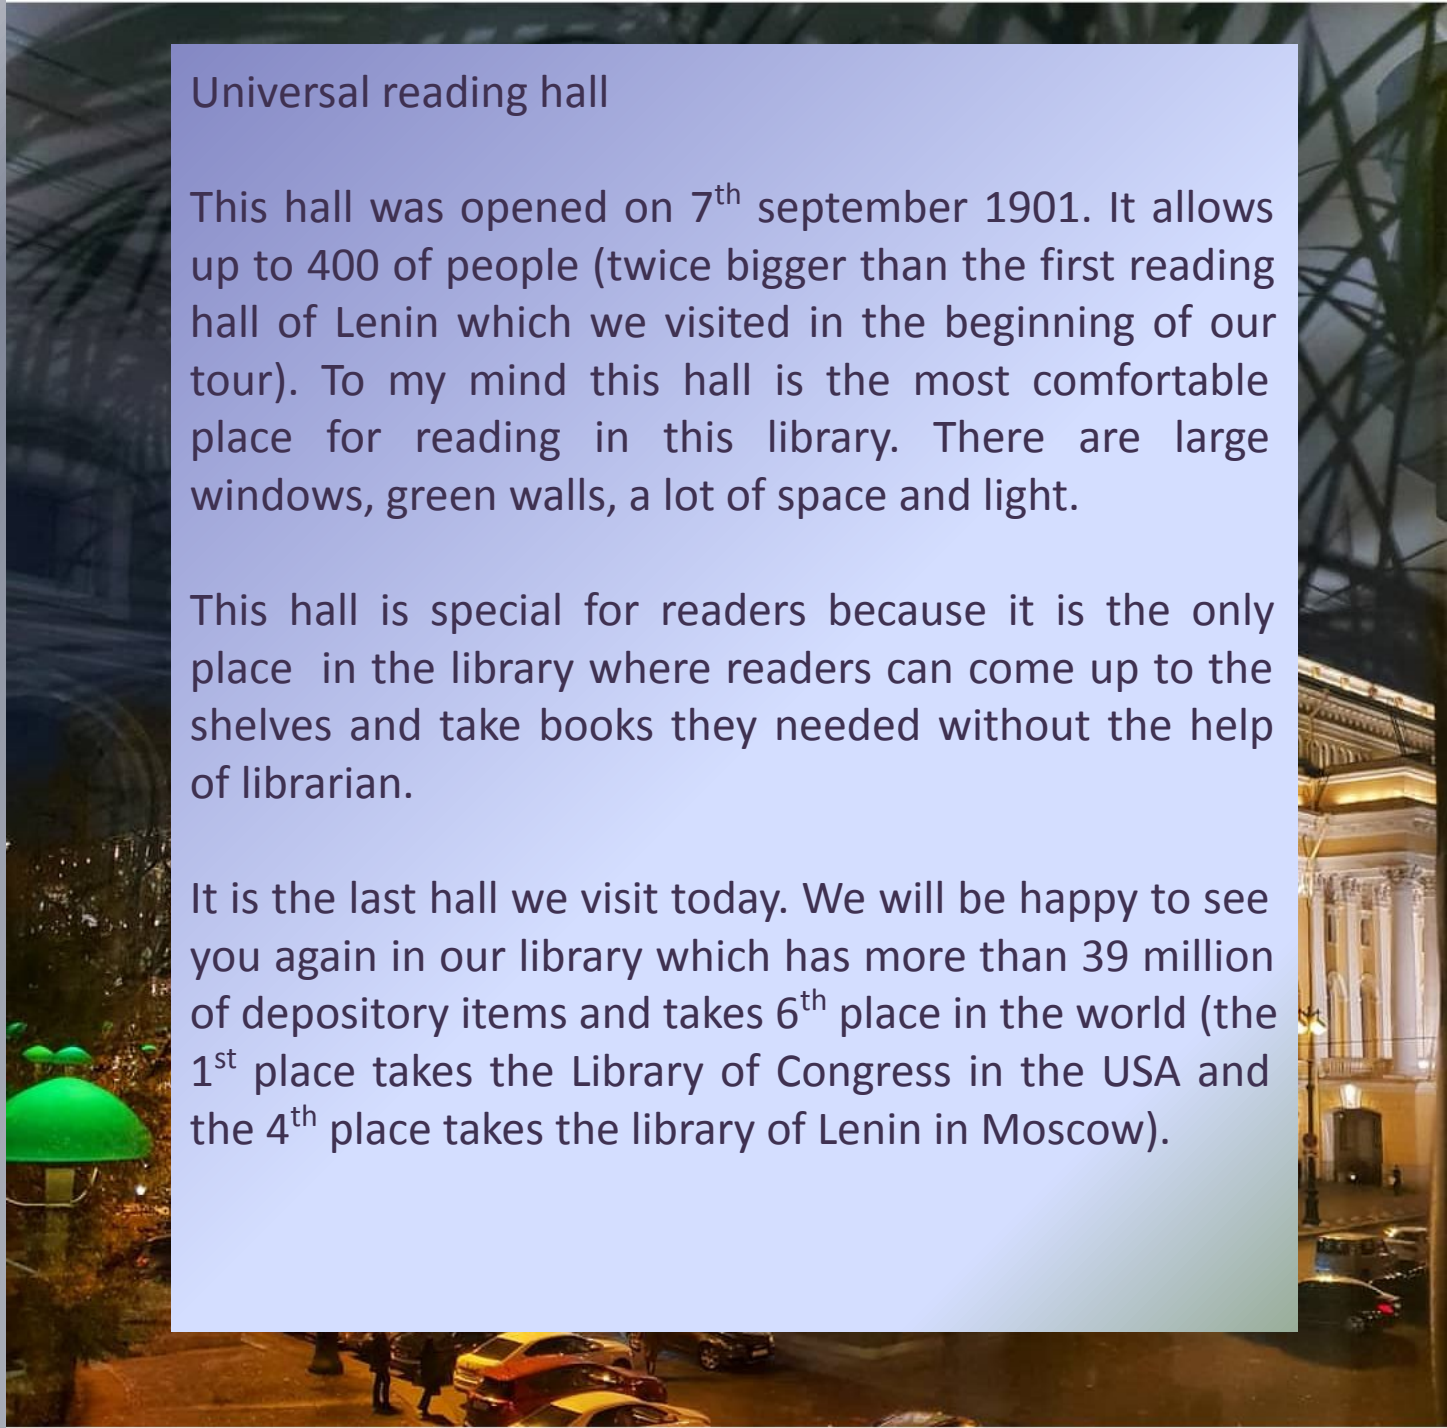 Universal reading hall
This hall was opened on 7th september 1901. It allows
up to 400 of people (twice bigger than the first reading
hall of Lenin which we visited in the beginning of our
tour). To my mind this hall is the most comfortable
place for reading in this library. There are large
windows, green walls, a lot of space and light.
This hall is special for readers because it is the only
place in the library where readers can come up to the
shelves and take books they needed without the help
of librarian.
It is the last hall we visit today. We will be happy to see
you again in our library which has more than 39 million
of depository items and takes 6th place in the world (the
1st place takes the Library of Congress in the USA and
the 4th place takes the library of Lenin in Moscow).